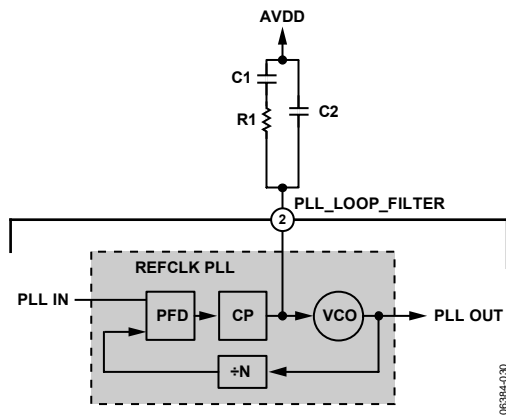 AVDD
C1
C2
R1
PLL_LOOP_FILTER
2
REFCLK PLL
PLL IN
PFD
CP
VCO
PLL OUT
÷N
06384-030